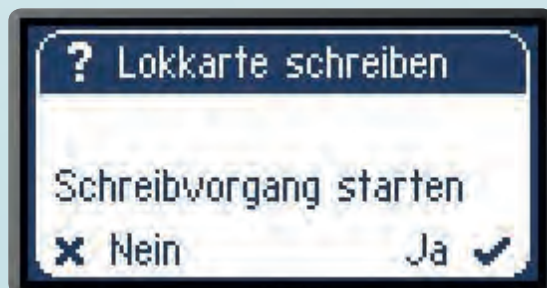 ? Lokkarte schreiben
Schreibvorgang starten
✖ Nein Ja ✔